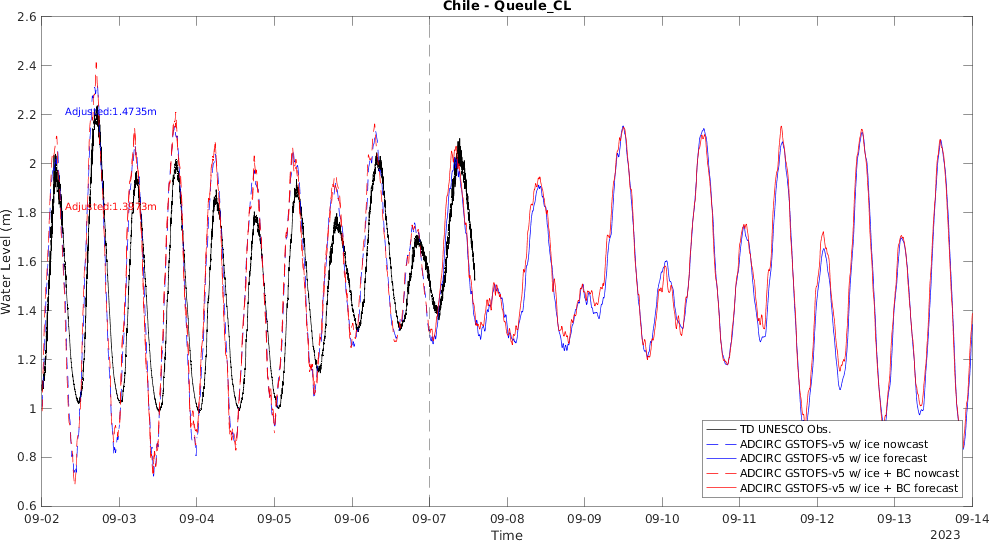 Chile - Queule_CL
2.6
2.4
2.2
2
1.8
1.6
1.4
1.2
1
0.8
0.6
Water Level (m)
Adjusted:1.4735m
Adjusted:1.3973m
TD UNESCO Obs.
ADCIRC GSTOFS-v5 w/ ice nowcast
ADCIRC GSTOFS-v5 w/ ice forecast
ADCIRC GSTOFS-v5 w/ ice + BC nowcast
ADCIRC GSTOFS-v5 w/ ice + BC forecast
09-02 09-03 09-04 09-05 09-06 09-07 09-08 09-09 09-10 09-11 09-12 09-13 09-14
Time
2023